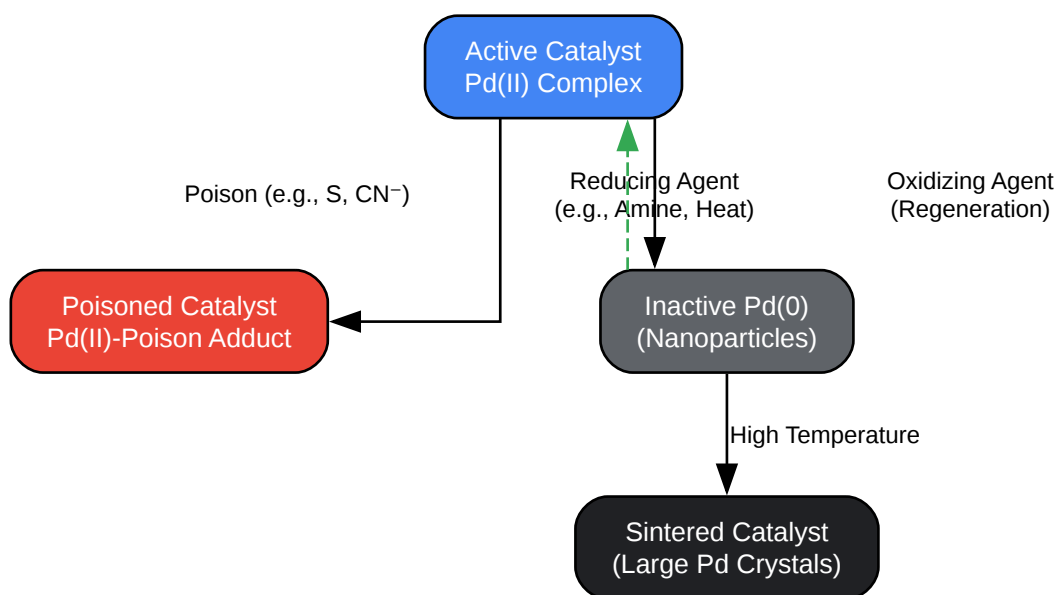 Active Catalyst
Pd(II) Complex
Poison (e.g., S, CN⁻)
Reducing Agent
(e.g., Amine, Heat)
Oxidizing Agent
(Regeneration)
Poisoned Catalyst
Pd(II)-Poison Adduct
Inactive Pd(0)
(Nanoparticles)
High Temperature
Sintered Catalyst
(Large Pd Crystals)